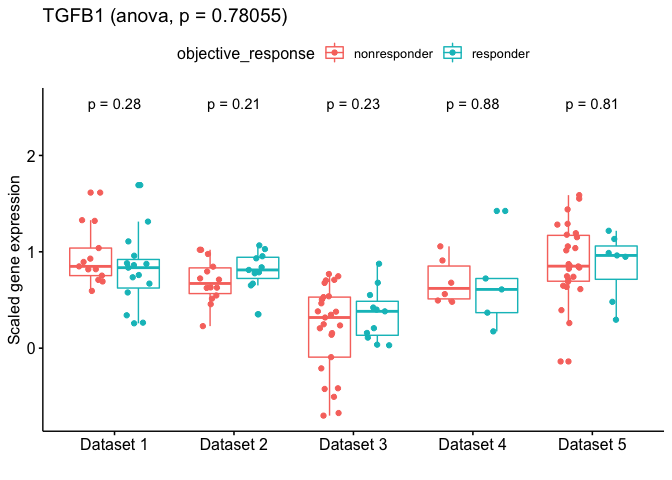 TGFB1 (anova, p = 0.78055)
objective_response nonresponder responder
p = 0.28 p = 0.21 p = 0.23 p = 0.88 p = 0.81
Scaled gene expression
2
1
0
Dataset 1 Dataset 2 Dataset 3 Dataset 4 Dataset 5